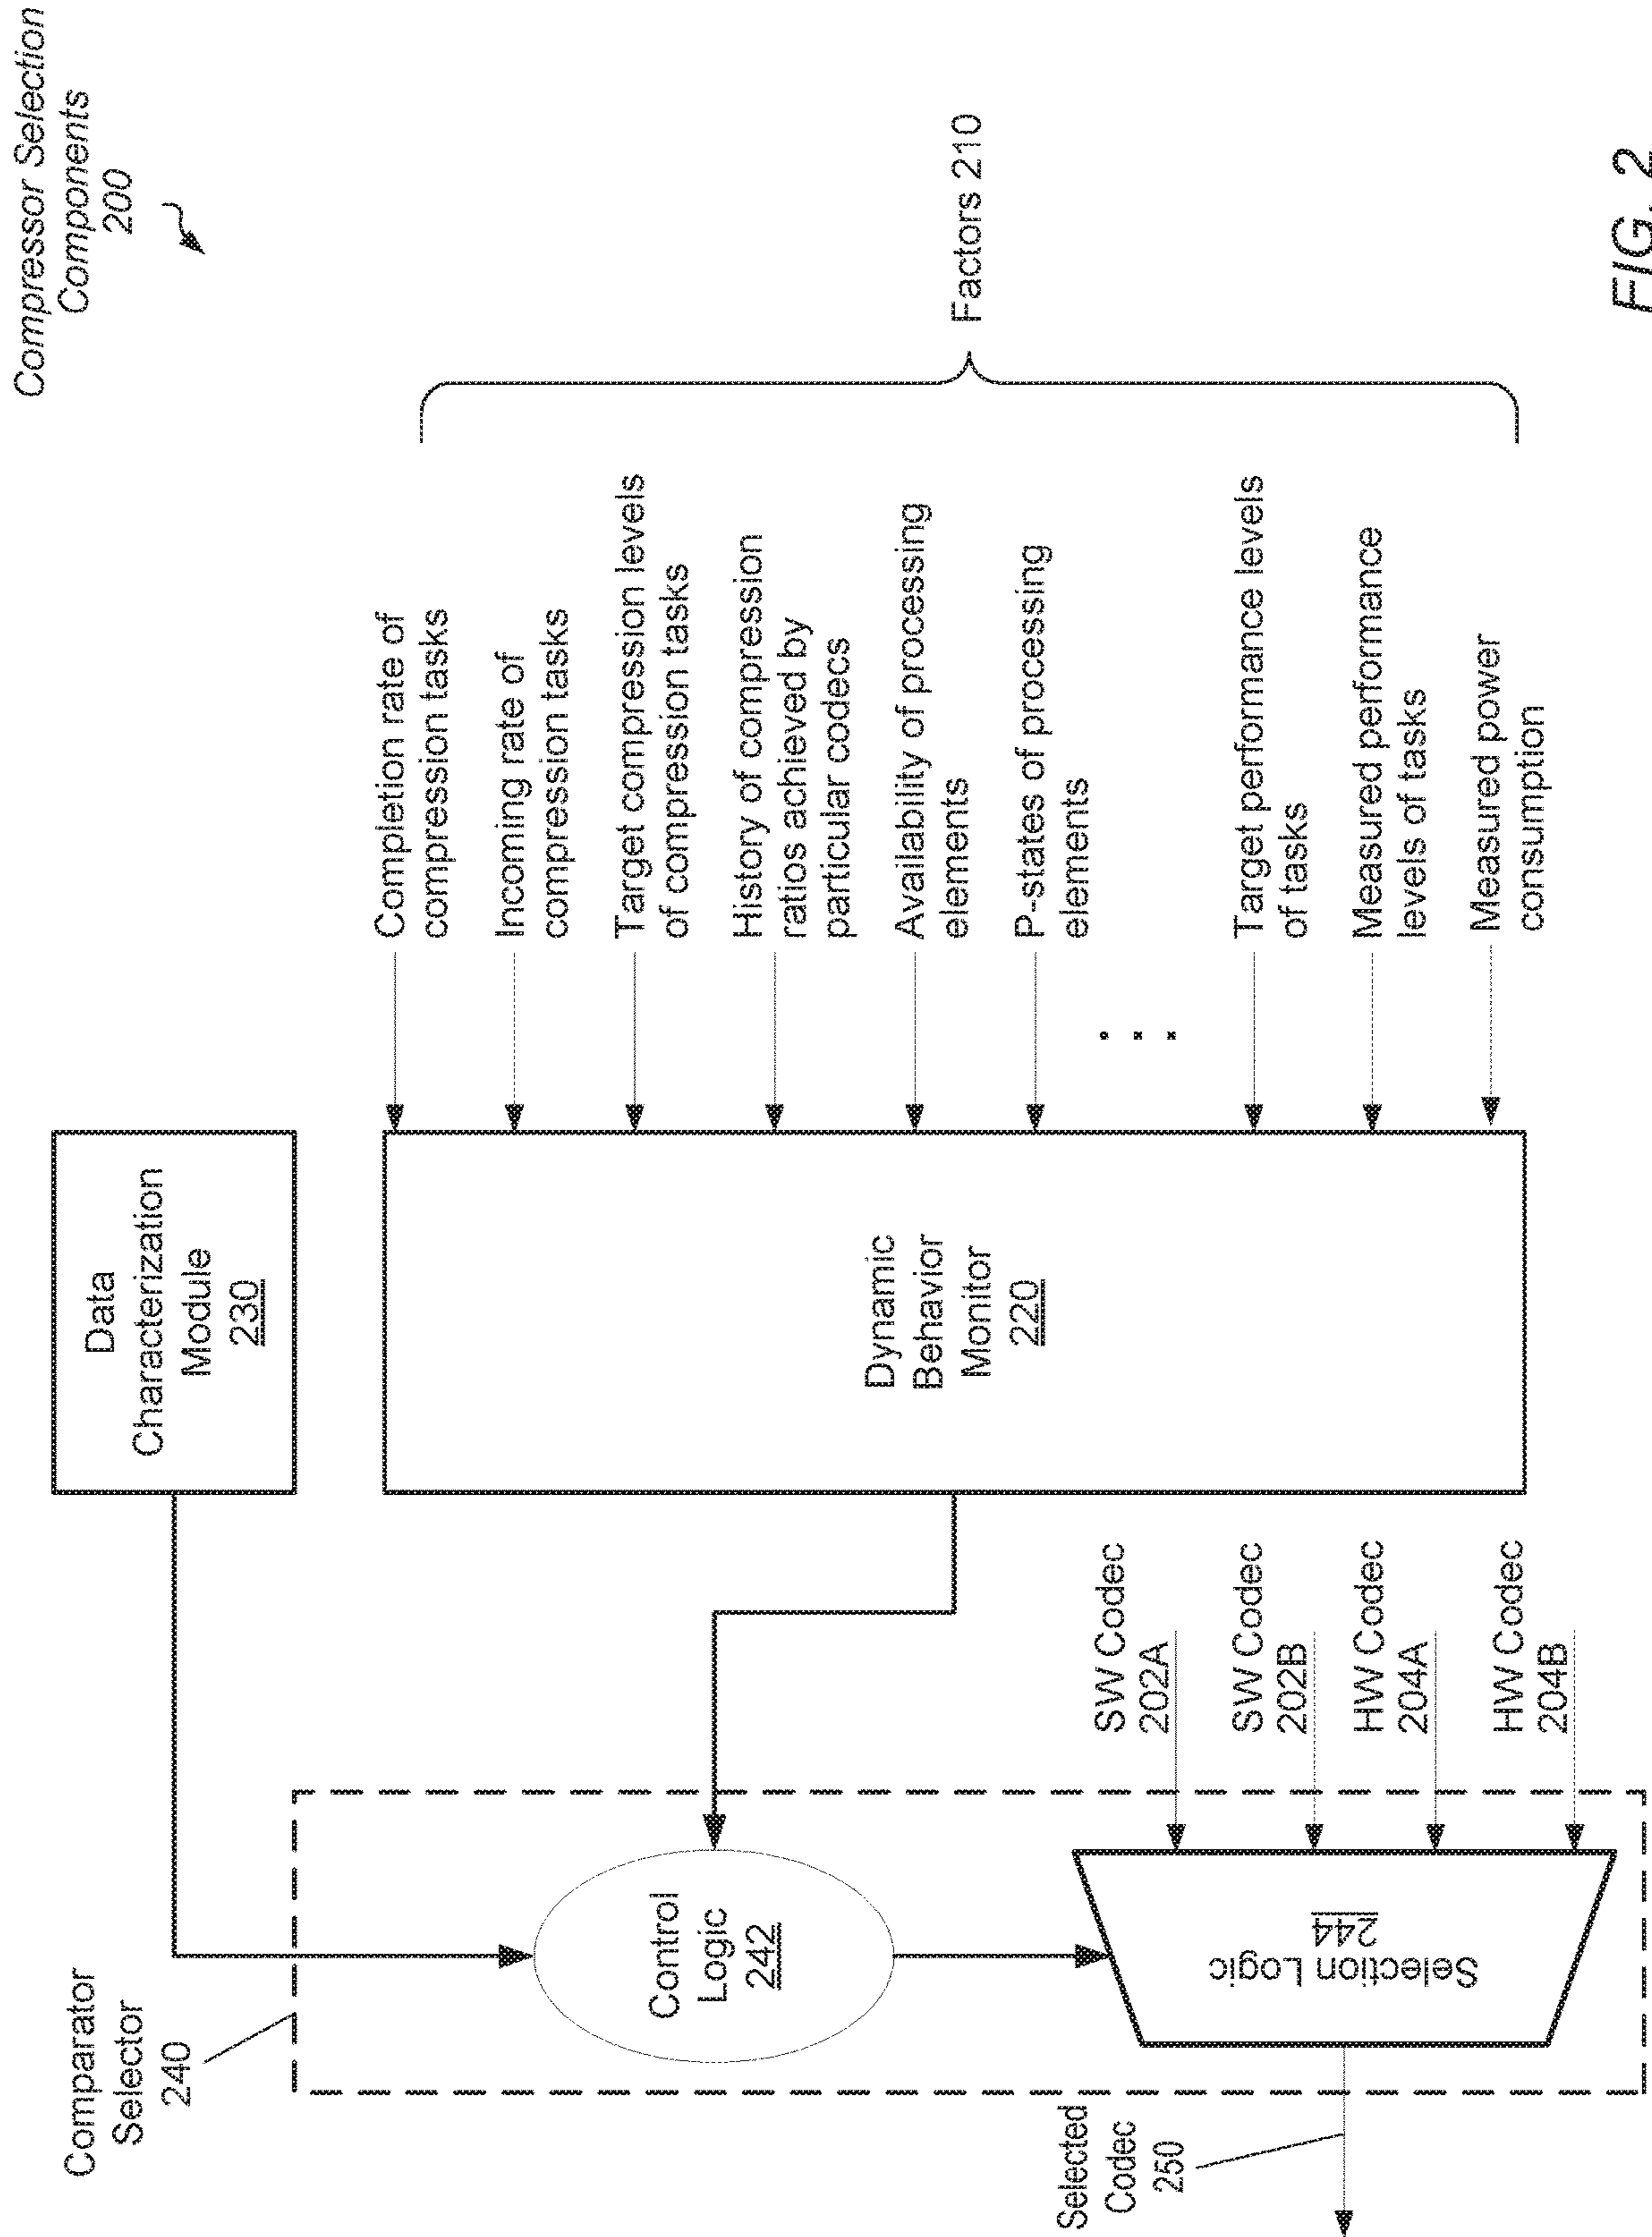 Compressor Selection
Components
200
Data
Characterization
Module
230
Completion rate of
compression tasks
Incoming rate of
compression tasks
Target compression levels
of compression tasks
History of compression
ratios achieved by
particular codecs
Availability of processing
elements
P-states of processing
elements
. . .
Target performance levels
of tasks
Measured performance
levels of tasks
Measured power
consumption
Factors 210
Dynamic
Behavior
Monitor
220
Comparator
Selector
240
Control
Logic
242
SW Codec
202A
SW Codec
202B
HW Codec
204A
HW Codec
204B
Selection Logic
244
Selected
Codec
250
FIG. 2